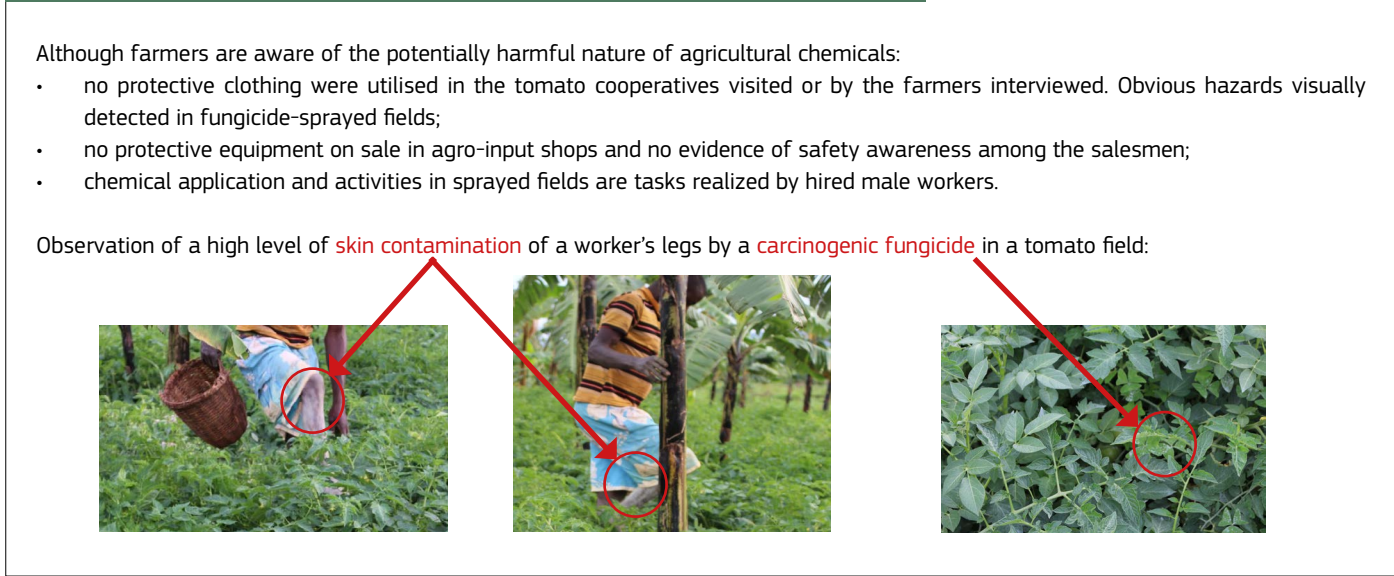 Although farmers are aware of the potentially harmful nature of agricultural chemicals:
• no protective clothing were utilised in the tomato cooperatives visited or by the farmers interviewed. Obvious hazards visually
detected in fungicide-sprayed fields;
• no protective equipment on sale in agro-input shops and no evidence of safety awareness among the salesmen;
• chemical application and activities in sprayed fields are tasks realized by hired male workers.
Observation of a high level of skin contamination of a worker's legs by a carcinogenic fungicide in a tomato field: